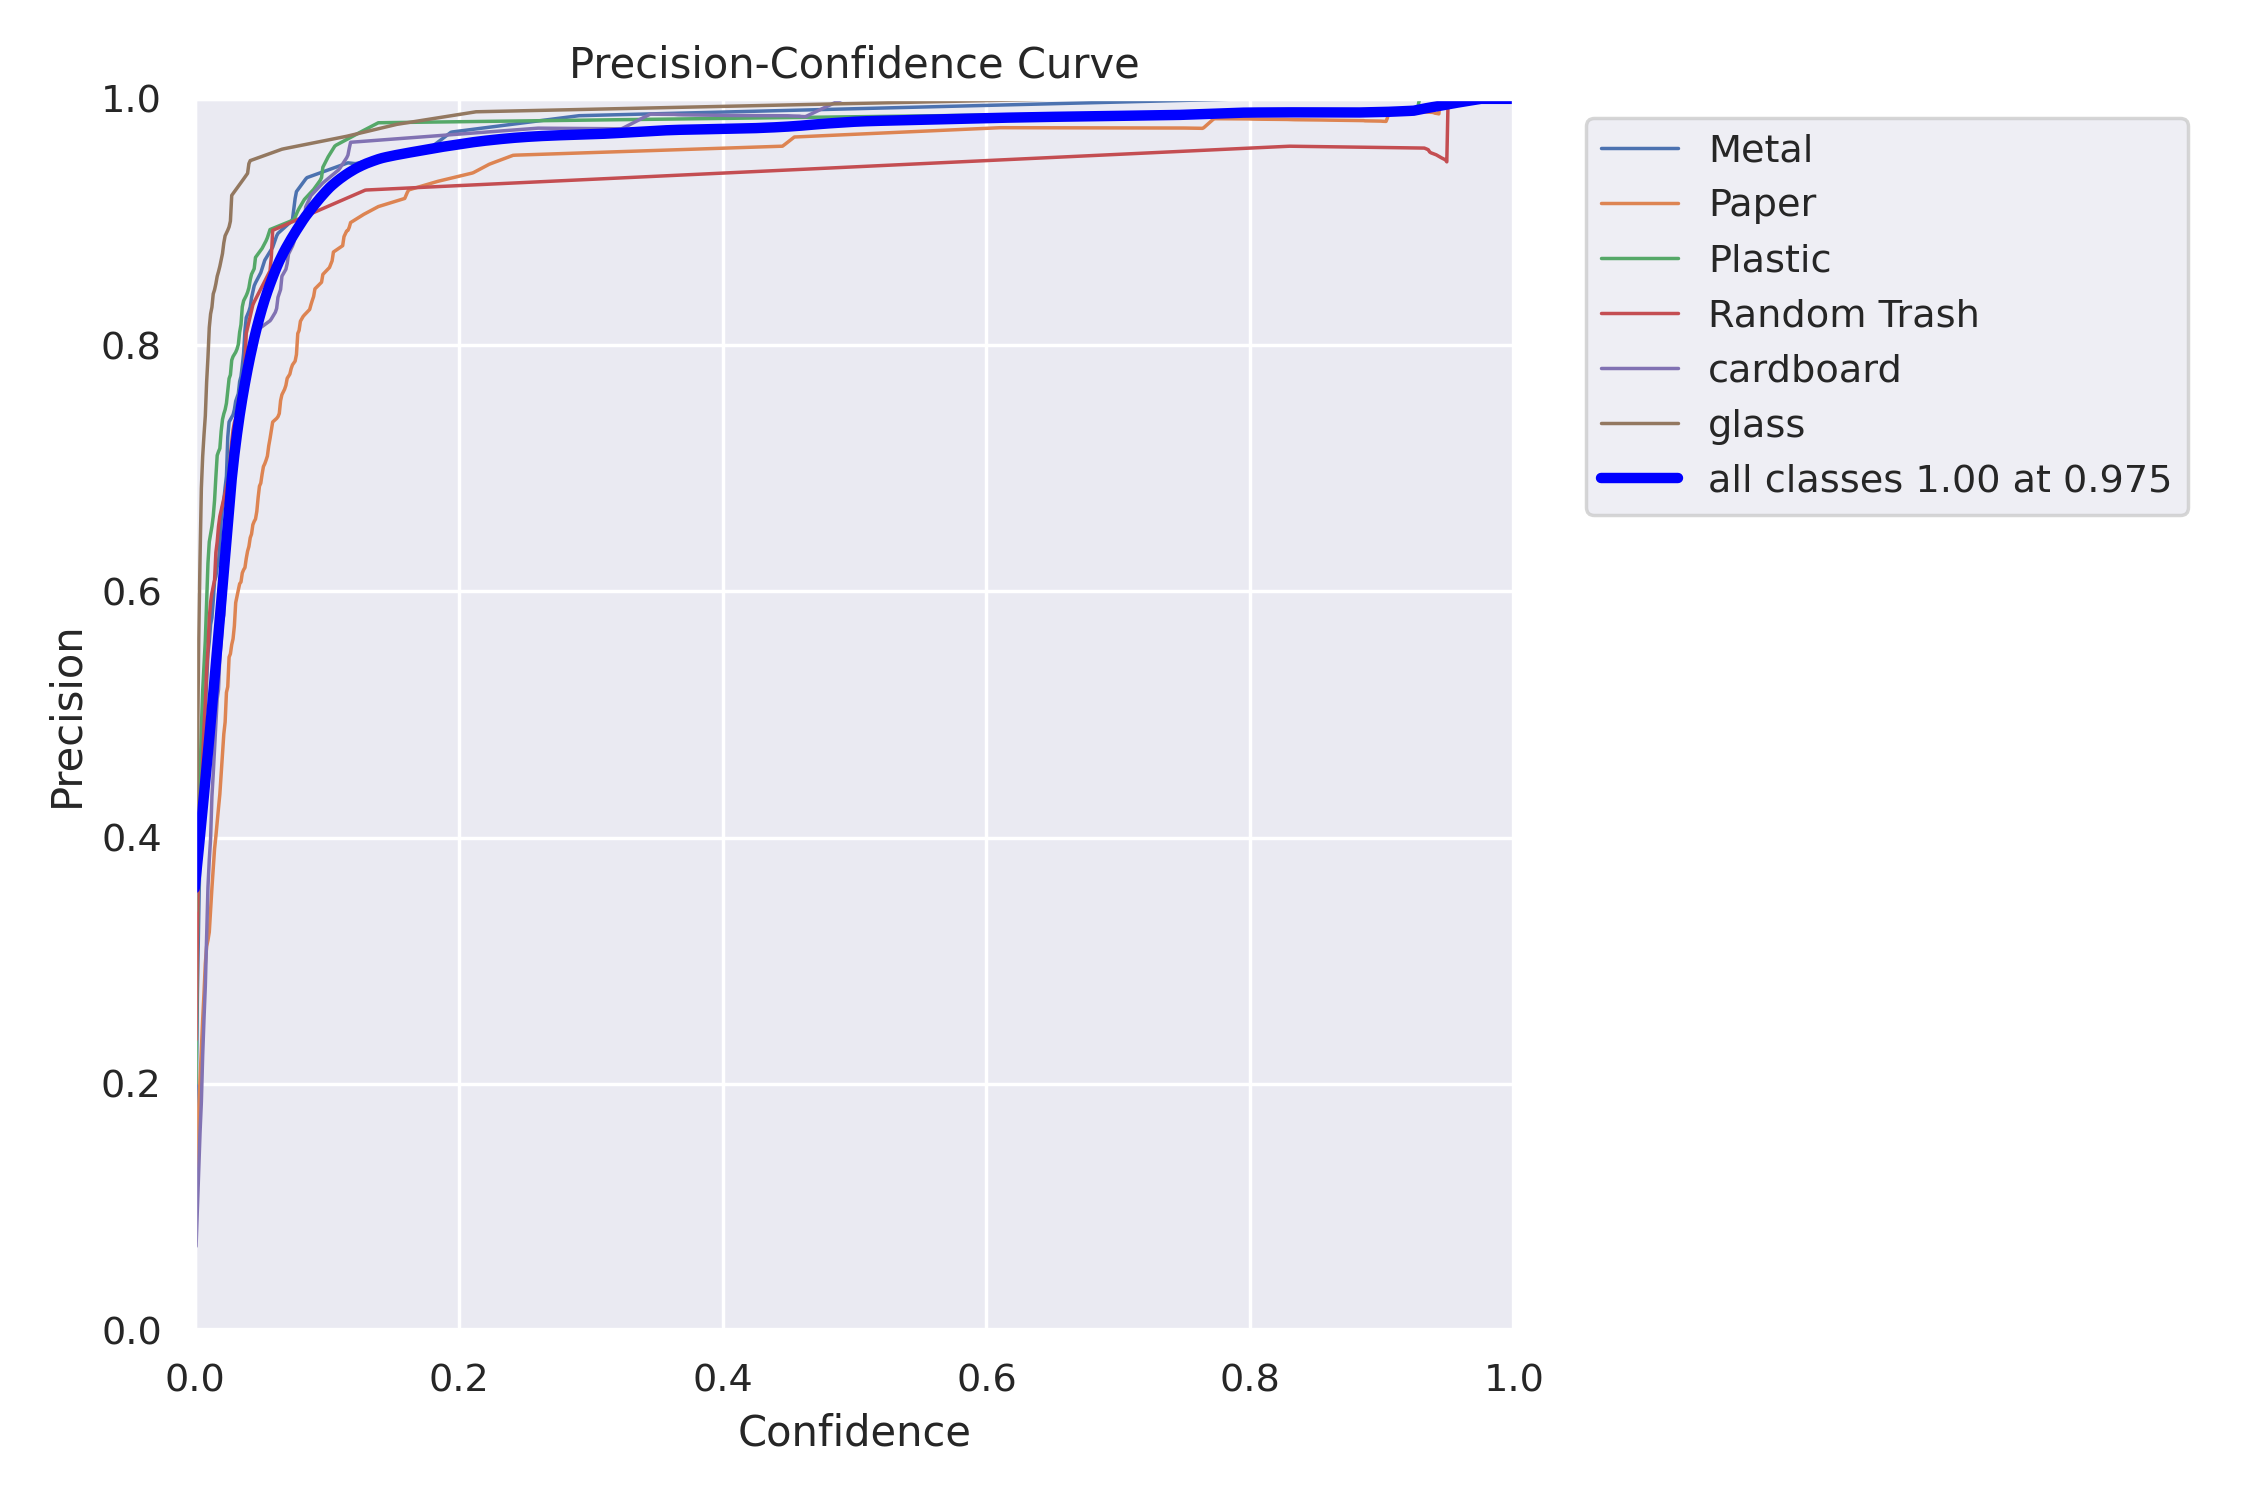 Precision-Confidence Curve
1.0
0.8
0.6
0.4
0.2
0.0
Precision
0.0 0.2 0.4 0.6 0.8 1.0
Confidence
Metal
Paper
Plastic
Random Trash
cardboard
glass
all classes 1.00 at 0.975